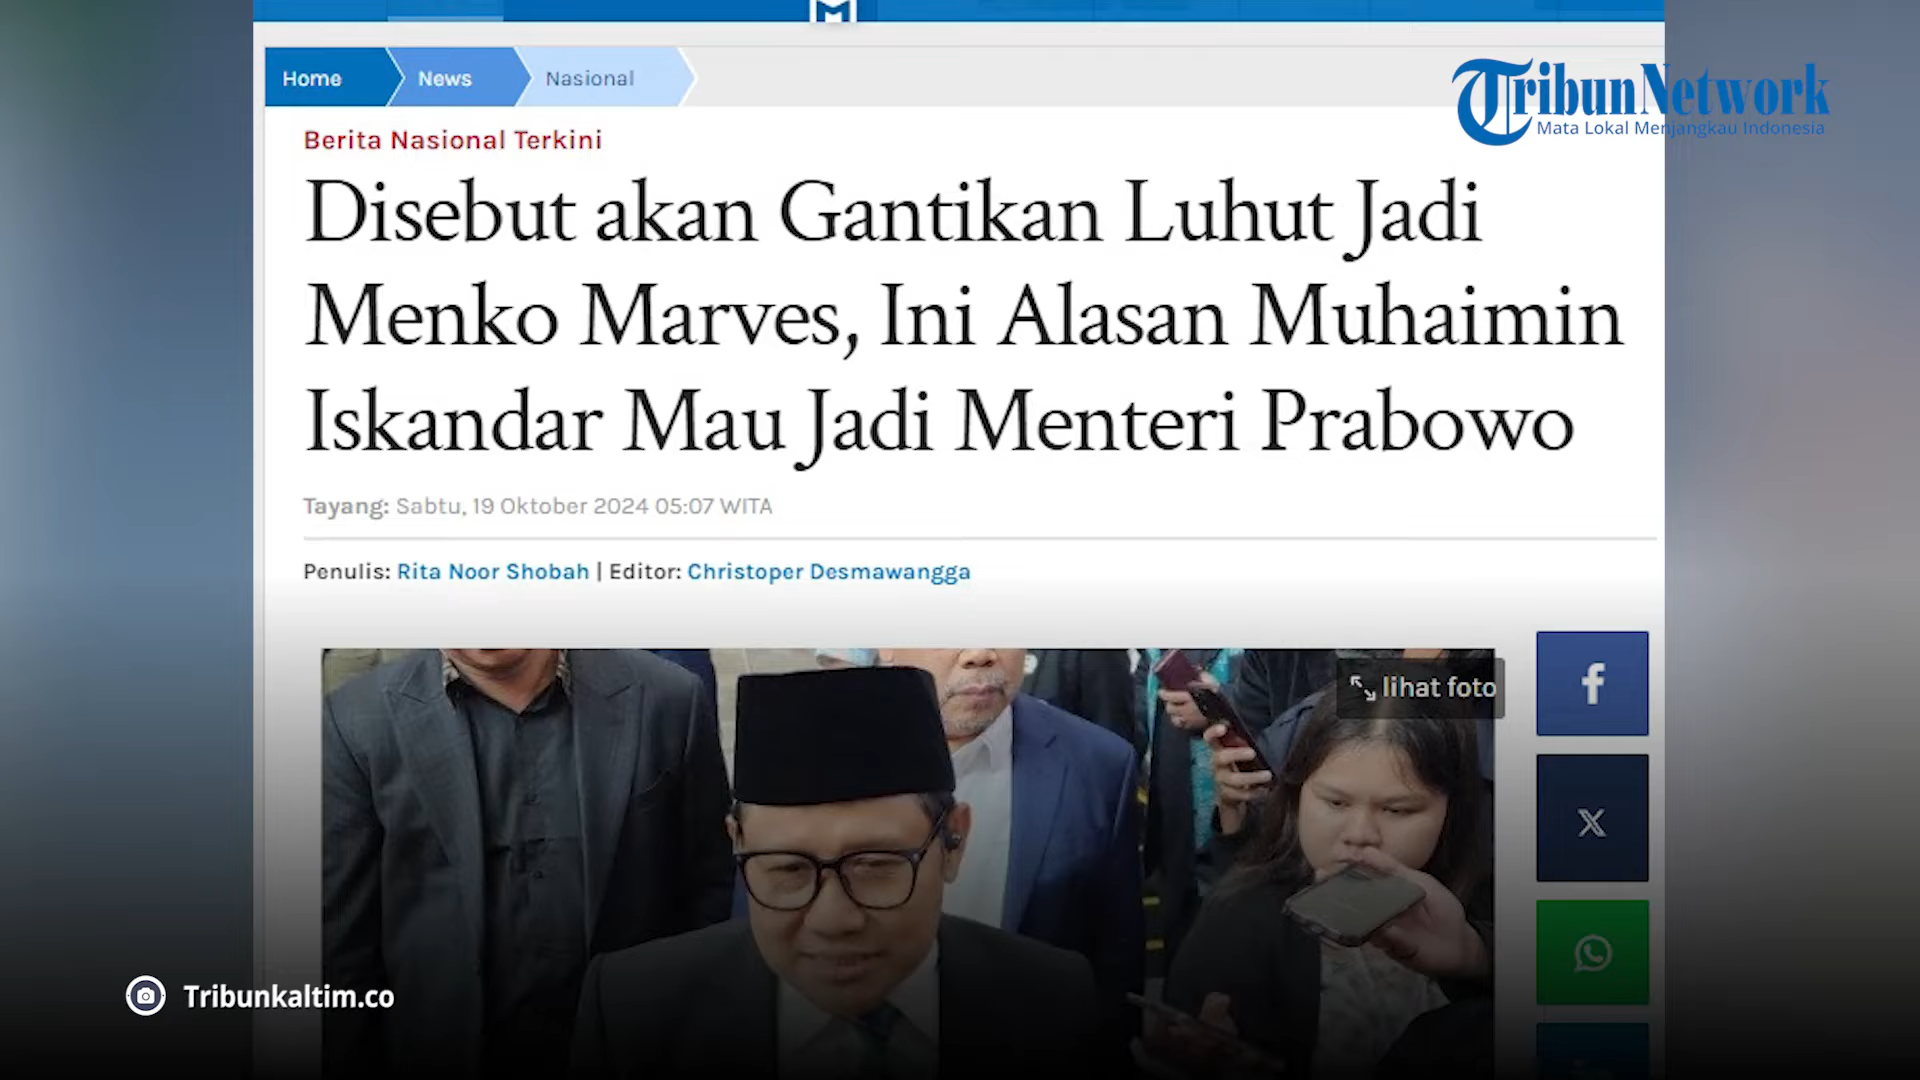 Home News Nasional
TribunNetwork
Mata Lokal Menjangkau Indonesia
Berita Nasional Terkini
Disebut akan Gantikan Luhut Jadi
Menko Marves, Ini Alasan Muhaimin
Iskandar Mau Jadi Menteri Prabowo
Tayang: Sabtu, 19 Oktober 2024 05:07 WITA
Penulis: Rita Noor Shobah | Editor: Christoper Desmawangga
lihat foto
Tribunkaltim.co